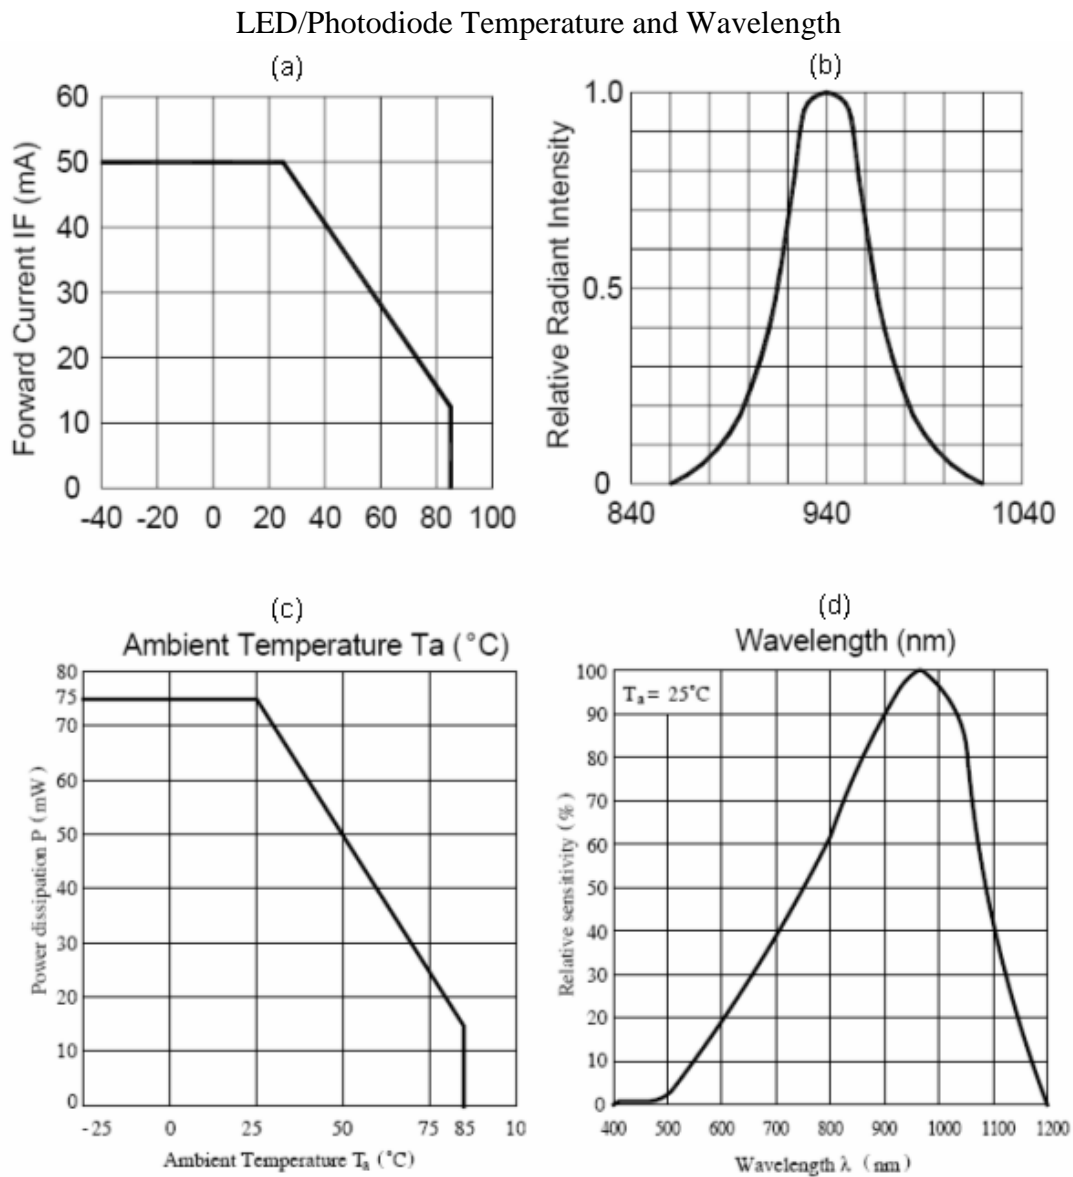 LED/Photodiode Temperature and Wavelength
(a)
60
50
40
30
20
10
0
Forward Current IF (mA)
-40 -20 0 20 40 60 80 100
(b)
1.0
0.5
0
Relative Radiant Intensity
840 940 1040
(c)
Ambient Temperature Ta (°C)
80
75
70
60
50
40
30
20
10
0
Power dissipation P (mW)
-25 0 25 50 75 85 10
Ambient Temperature Ta (°C)
(d)
Wavelength (nm)
Ta = 25°C
100
90
80
70
60
50
40
30
20
10
0
Relative sensitivity (%)
400 500 600 700 800 900 1000 1100 1200
Wavelength λ (nm)